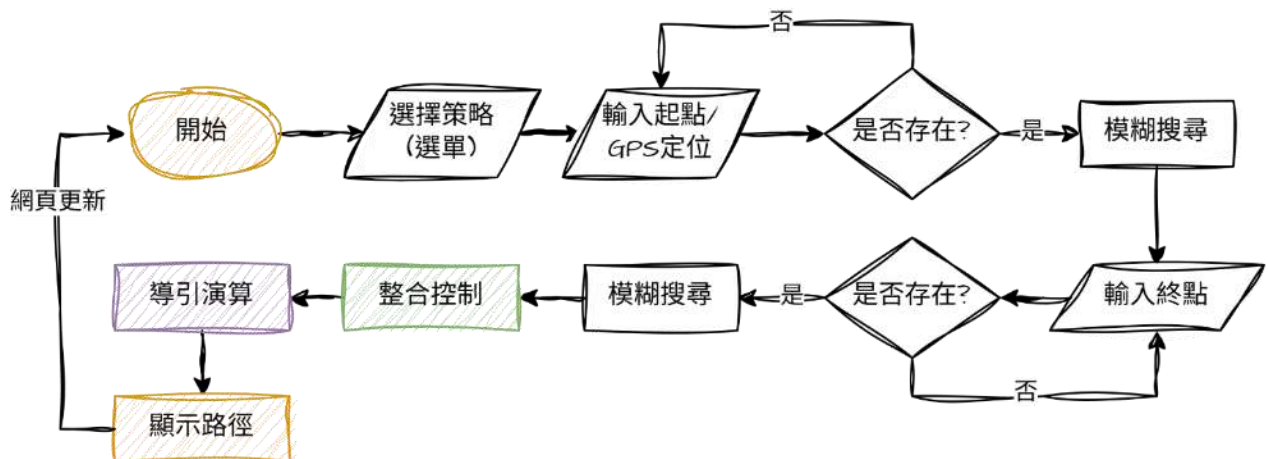 否
開始
選擇策略
（選單）
輸入起點/
GPS定位
是否存在?
是
模糊搜尋
網頁更新
導引演算
整合控制
模糊搜尋
是
是否存在?
輸入終點
否
顯示路徑